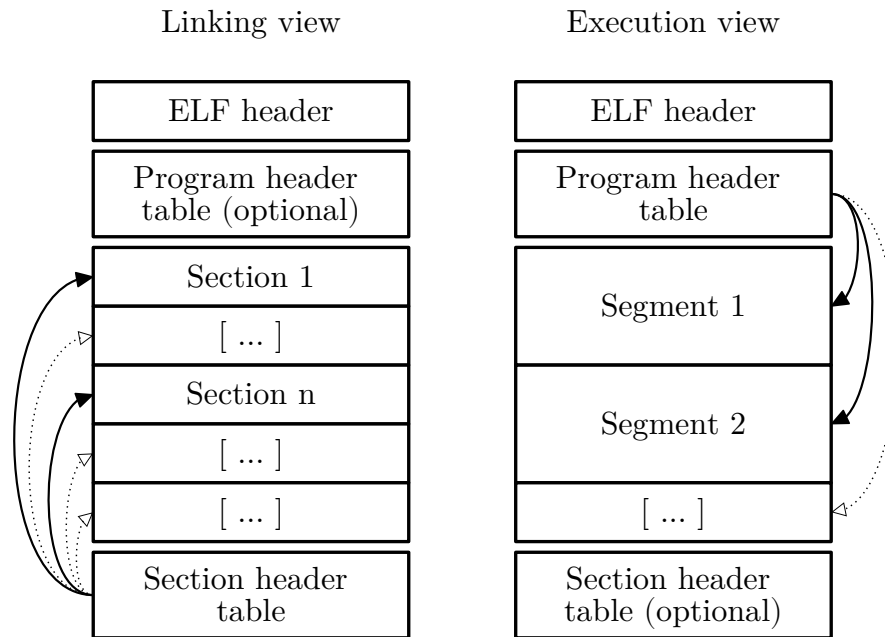 Linking view
ELF header
Program header
table (optional)
Section 1
[ ... ]
Section n
[ ... ]
[ ... ]
Section header
table
Execution view
ELF header
Program header
table
Segment 1
Segment 2
[ ... ]
Section header
table (optional)